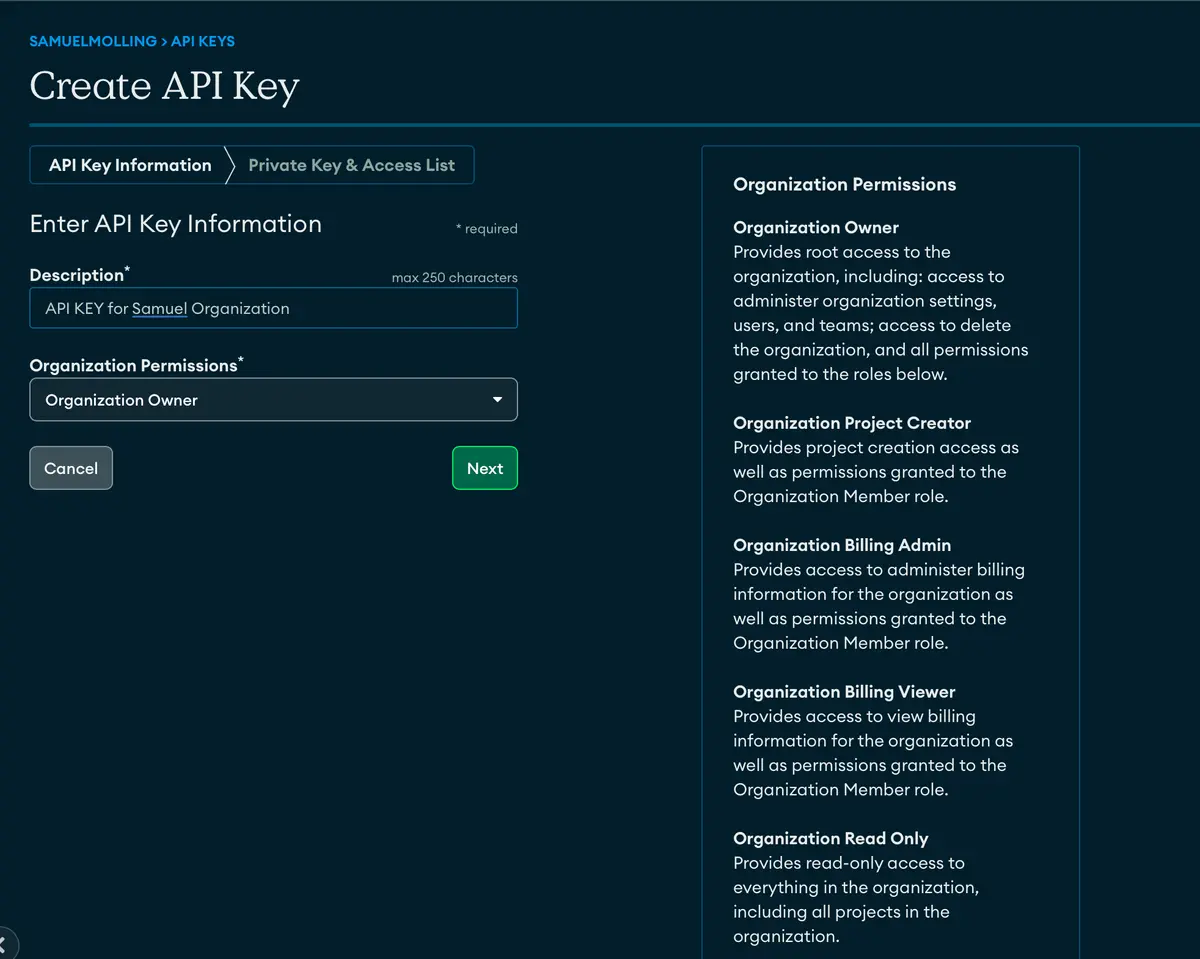 SAMUELMOLLING > API KEYS
Create API Key
API Key Information
Private Key & Access List
Enter API Key Information
* required
Description*
max 250 characters
API KEY for Samuel Organization
Organization Permissions*
Organization Owner
Cancel
Next
Organization Permissions
Organization Owner
Provides root access to the
organization, including: access to
administer organization settings,
users, and teams; access to delete
the organization, and all permissions
granted to the roles below.
Organization Project Creator
Provides project creation access as
well as permissions granted to the
Organization Member role.
Organization Billing Admin
Provides access to administer billing
information for the organization as
well as permissions granted to the
Organization Member role.
Organization Billing Viewer
Provides access to view billing
information for the organization as
well as permissions granted to the
Organization Member role.
Organization Read Only
Provides read-only access to
everything in the organization,
including all projects in the
organization.